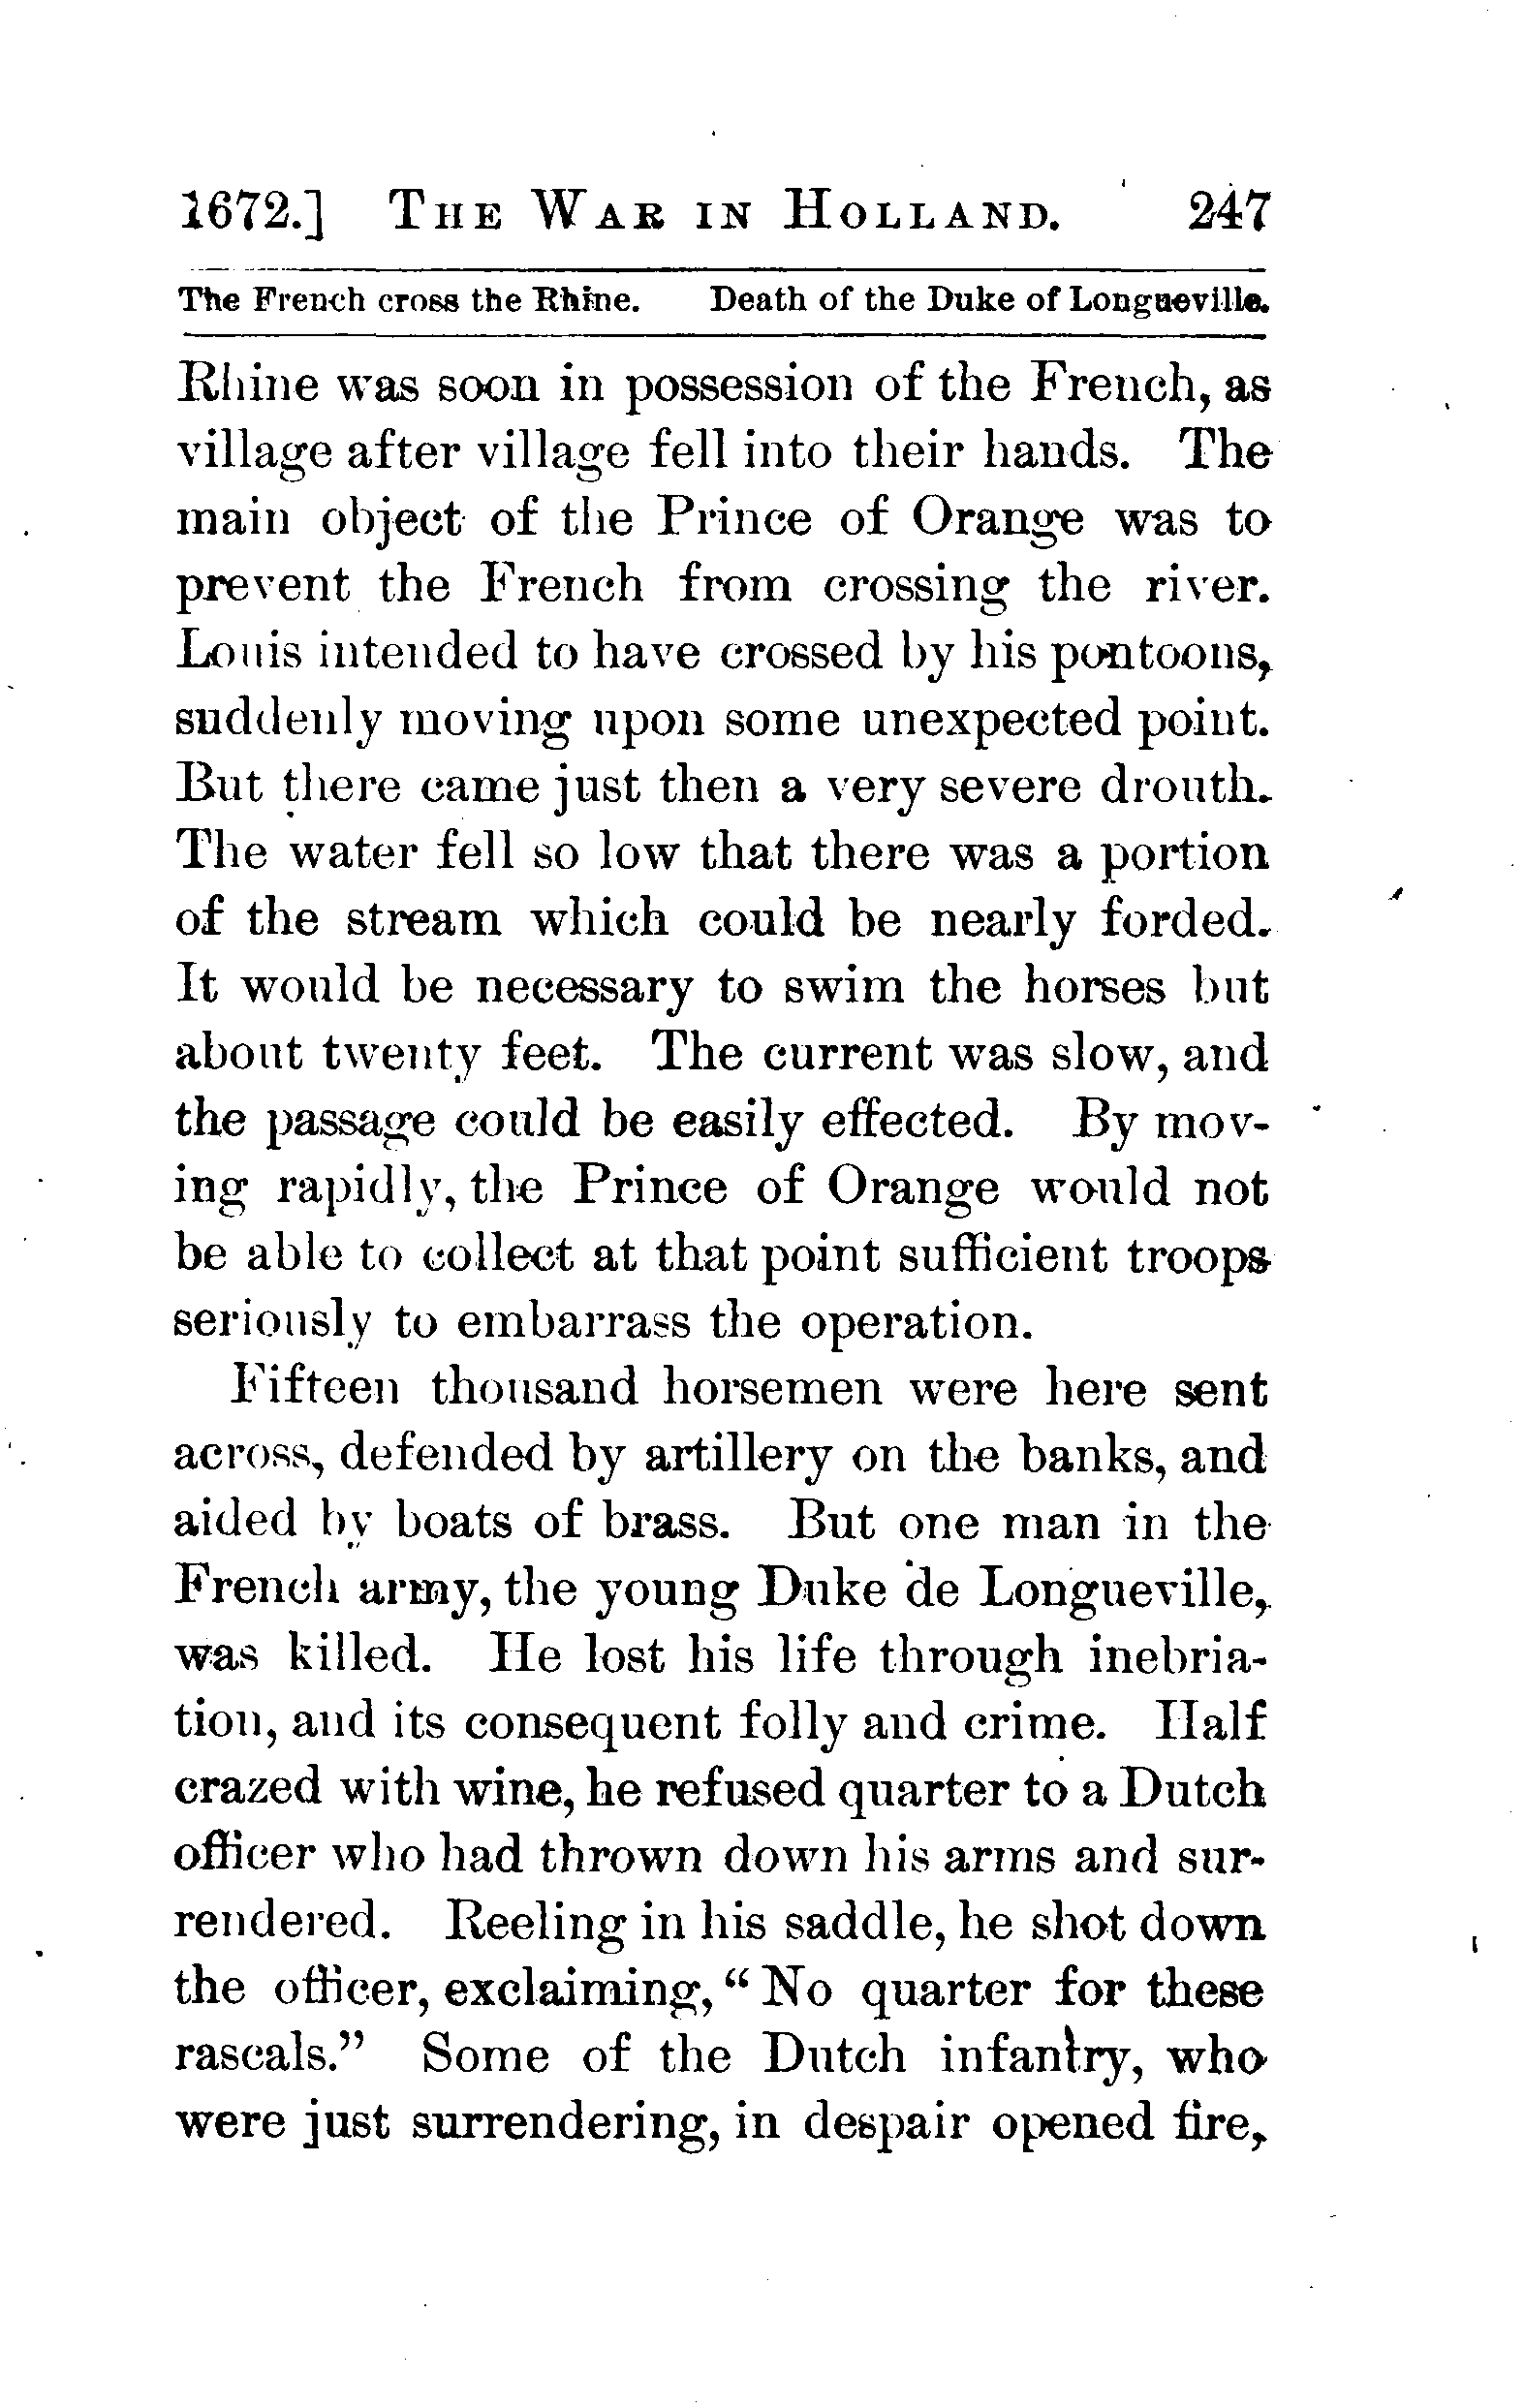 1672.] THE WAR IN HOLLAND. 247
The French cross the Rhine. Death of the Duke of Longueville.
Rhine was soon in possession of the French, as
village after village fell into their hands. The
main object of the Prince of Orange was to
prevent the French from crossing the river.
Louis intended to have crossed by his pontoons,
suddenly moving upon some unexpected point.
But there came just then a very severe drouth.
The water fell so low that there was a portion
of the stream which could be nearly forded.
It would be necessary to swim the horses but
about twenty feet. The current was slow, and
the passage could be easily effected. By mov-
ing rapidly, the Prince of Orange would not
be able to collect at that point sufficient troops
seriously to embarrass the operation.
Fifteen thousand horsemen were here sent
across, defended by artillery on the banks, and
aided by boats of brass. But one man in the
French army, the young Duke de Longueville,
was killed. He lost his life through inebria-
tion, and its consequent folly and crime. Half
crazed with wine, he refused quarter to a Dutch
officer who had thrown down his arms and sur-
rendered. Reeling in his saddle, he shot down
the officer, exclaiming, "No quarter for these
rascals." Some of the Dutch infantry, who
were just surrendering, in despair opened fire,